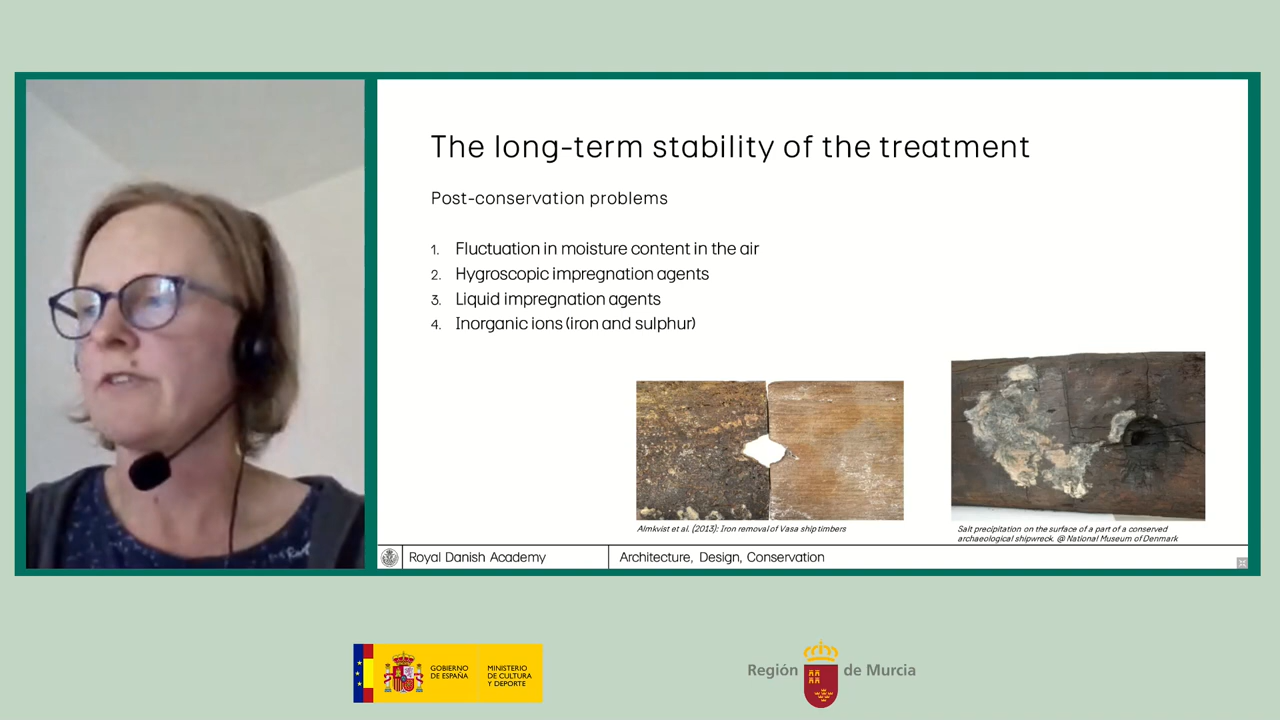 The long-term stability of the treatment
Post-conservation problems
1. Fluctuation in moisture content in the air
2. Hygroscopic impregnation agents
3. Liquid impregnation agents
4. Inorganic ions (iron and sulphur)
Almkvist et al. (2013): Iron removal of Vasa ship timbers
Salt precipitation on the surface of a part of a conserved
archaeological shipwreck. @ National Museum of Denmark
Royal Danish Academy
Architecture, Design, Conservation
GOBIERNO
DE ESPAÑA
MINISTERIO
DE CULTURA
Y DEPORTE
Región de Murcia